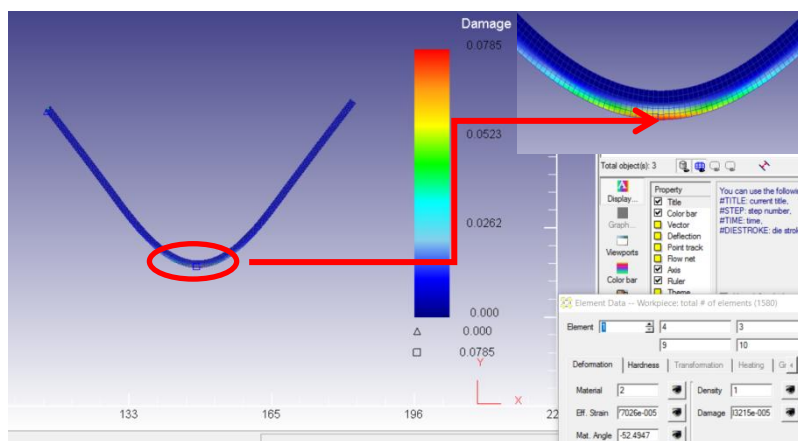 Damage
0.0785
0.0523
0.0262
0.000
△ 0.000
□ 0.0785
Y
X
133
165
196
22
Total object(s): 3
Display...
Graph...
Viewports
Color bar
Property
Title
Color bar
Vector
Deflection
Point track
Flow net
Axis
Ruler
Theme
You can use the followin
#TITLE: current title,
#STEP: step number,
#TIME: time,
#DIESTROKE: die strok
Element Data -- Workpiece: total # of elements (1580)
Element 1 4 3
9 10
Deformation Hardness Transformation Heating
Material 2 Density 1
Eff. Strain 7026e-005 Damage 3215e-005
Mat. Angle -52.4947